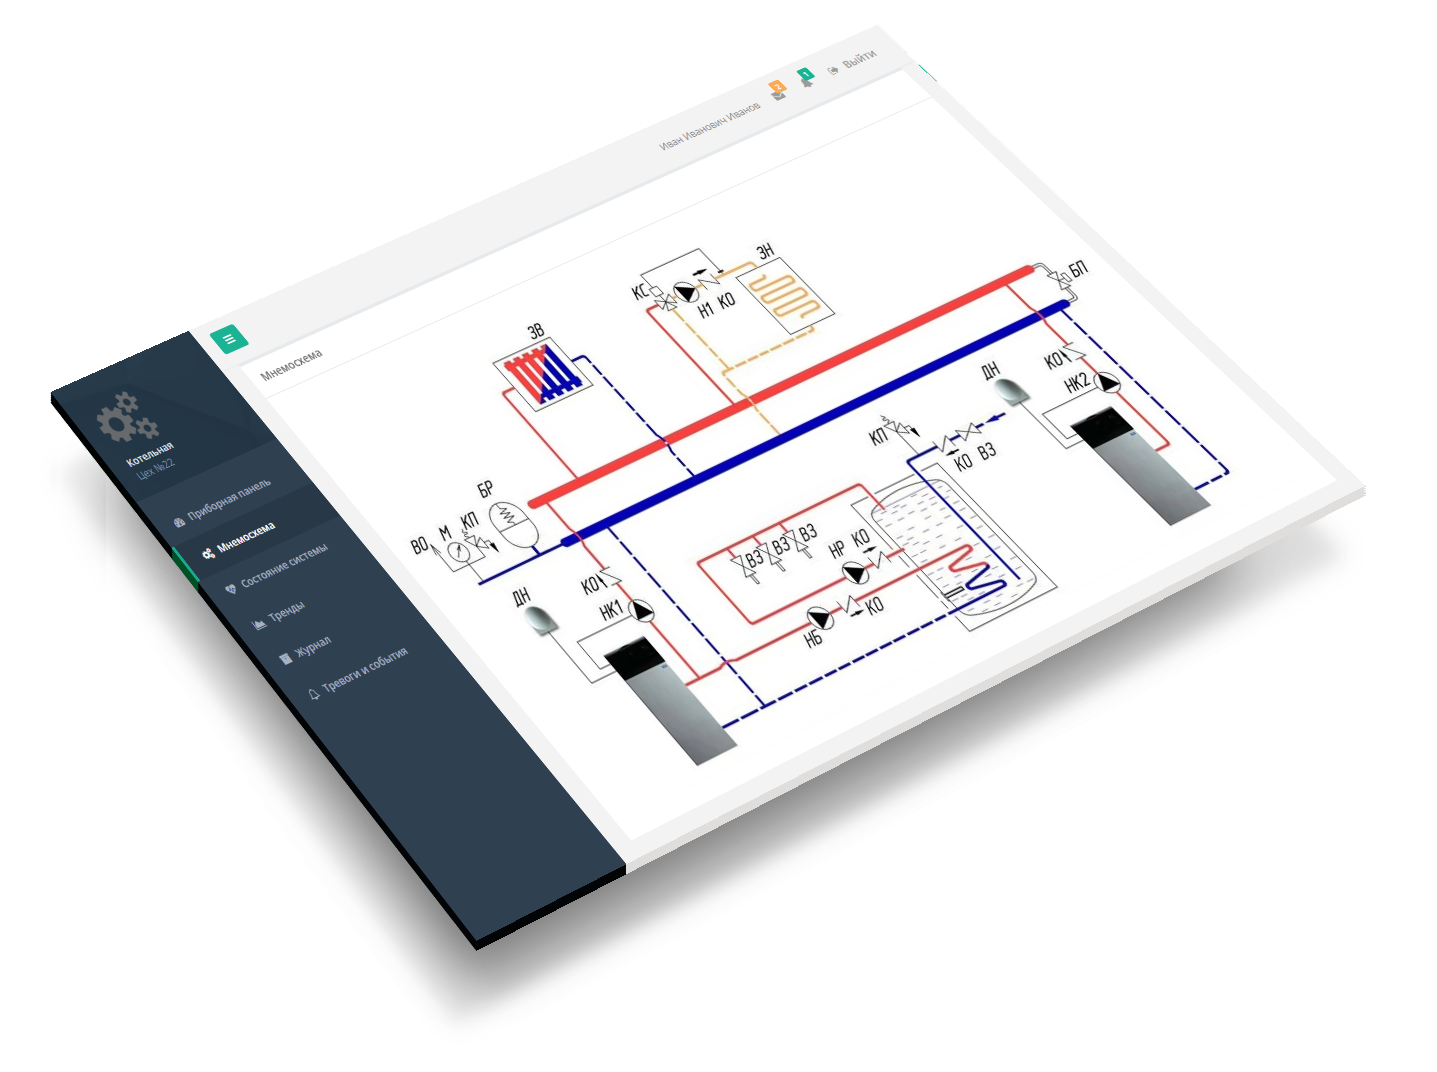 Иван Иванович Иванов
2
1
Выйти
Мнемосхема
Котельная
Цех №22
Приборная панель
Мнемосхема
Состояние системы
Тренды
Журнал
Тревоги и события
ЗН
КС
Н1 КО
БП
ЗВ
КО
НК2
ДН
КП
КО ВЗ
БР
КП
М
ВО
ВЗ
ВЗ
ВЗ
НР КО
КО
НБ
ДН
КО
НК1